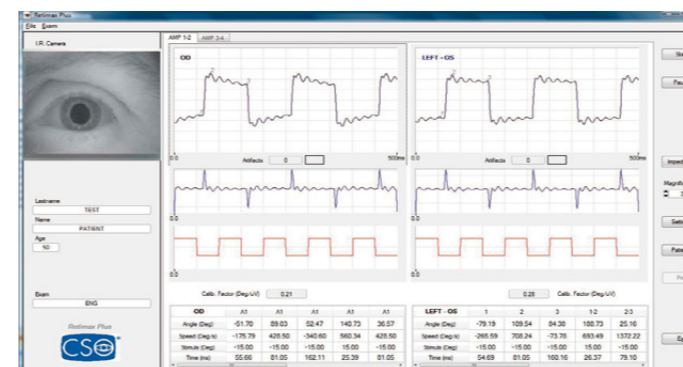 Retimax Plus
File Exam
I.R. Camera
AMP 1-2 AMP 3-4
OD
LEFT - OS
0.0 Artifacts 0 500ms
0.0 Artifacts 0 500ms
0.0
0.0
0.0
0.0
Calib. Factor (Deg/uV) 0.21
0.28 Calib. Factor (Deg/uV)
Lastname
TEST
Name
PATIENT
Age
50
Exam
ENG
Retimax Plus
CSO
OD A1 A1 A1 A1 A1
Angle (Deg) -51.70 89.03 52.47 140.73 36.57
Speed (Deg/s) -175.79 428.50 -340.60 560.34 428.50
Stimulo (Deg) -15.00 15.00 -15.00 15.00 15.00
Time (ms) 55.66 81.05 162.11 25.39 81.05
LEFT - OS 1 2 3 1-2 2-3
Angle (Deg) -79.19 109.54 84.38 188.73 25.16
Speed (Deg/s) -265.59 708.24 -73.78 693.49 1372.22
Stimulo (Deg) -15.00 15.00 -15.00 15.00 15.00
Time (ms) 54.69 81.05 160.16 26.37 79.10